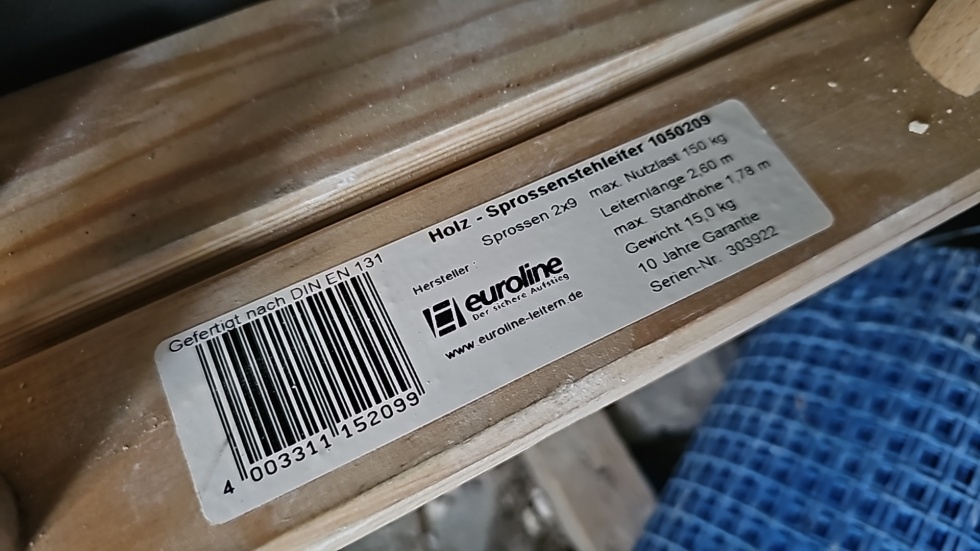 Holz - Sprossenstehleiter 1050209
Sprossen 2x9
max. Nutzlast 150 kg
Leiternlänge 2,60 m
max. Standhöhe 1,78 m
Gewicht 15,0 kg
10 Jahre Garantie
Serien-Nr. 303922
Hersteller :
euroline
Der sichere Aufstieg
www.euroline-leitern.de
Gefertigt nach DIN EN 131
4 003311 152099